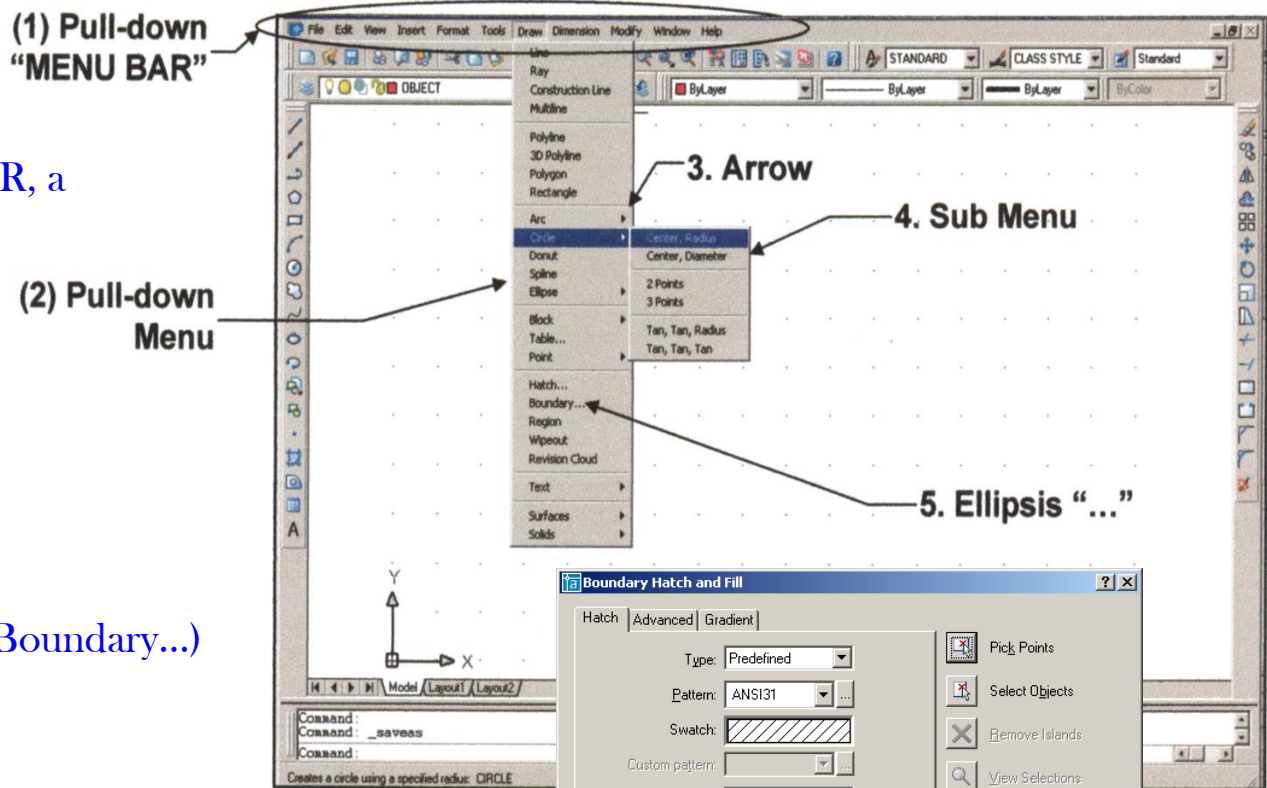 (1) Pull-down
“MENU BAR”
File Edit View Insert Format Tools Draw Dimension Modify Window Help
STANDARD CLASS STYLE Standard
OBJECT ByLayer ByLayer ByLayer ByColor
Line
Ray
Construction Line
Multiline
Polyline
3D Polyline
Polygon
Rectangle
Arc
Circle
Donut
Spline
Ellipse
Block
Table...
Point
Hatch...
Boundary...
Region
Wipeout
Revision Cloud
Text
Surfaces
Solids
Center, Radius
Center, Diameter
2 Points
3 Points
Tan, Tan, Radius
Tan, Tan, Tan
R, a
3. Arrow
4. Sub Menu
(2) Pull-down
Menu
5. Ellipsis “...”
A
Boundary...)
Y
X
Model Layout1 Layout2
Command:
Command: _saveas
Command:
Creates a circle using a specified radius: CIRCLE
Boundary Hatch and Fill
Hatch Advanced Gradient
Type: Predefined
Pattern: ANSI31 ...
Swatch:
Custom pattern: ...
Pick Points
Select Objects
Remove Islands
View Selections